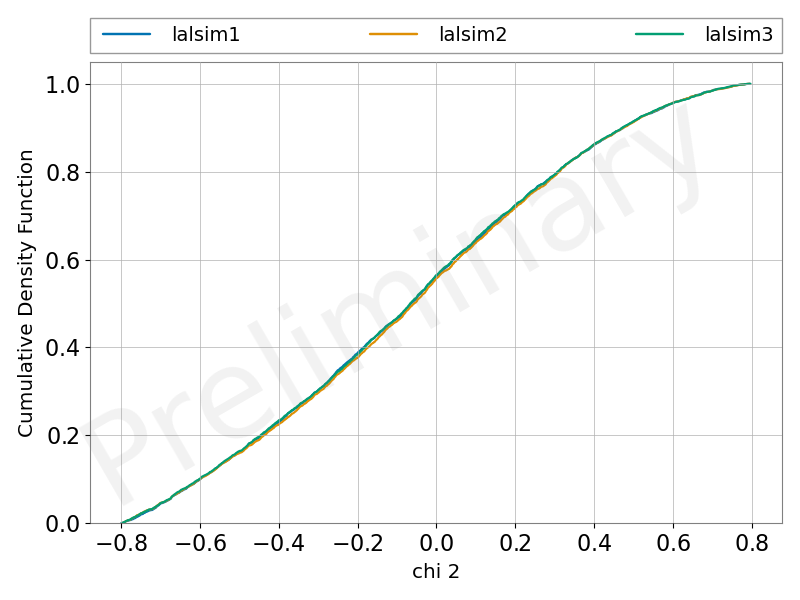 lalsim1 lalsim2 lalsim3
1.0
0.8
0.6
0.4
0.2
0.0
Cumulative Density Function
Preliminary
−0.8 −0.6 −0.4 −0.2 0.0 0.2 0.4 0.6 0.8
chi 2